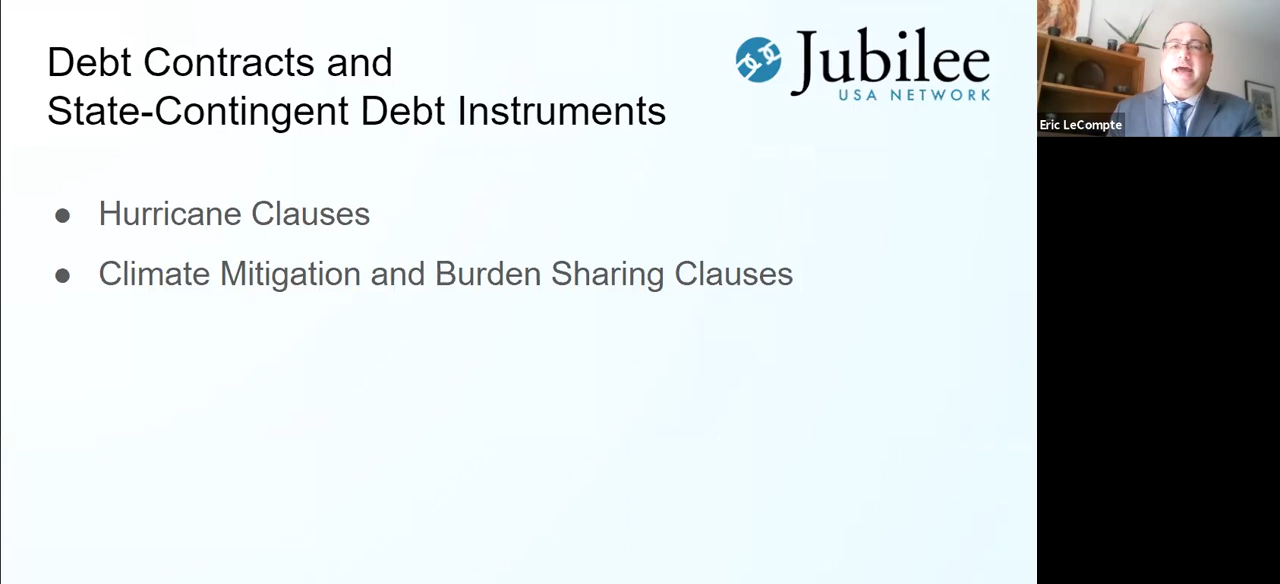 Debt Contracts and
State-Contingent Debt Instruments
Jubilee
USA NETWORK
● Hurricane Clauses
● Climate Mitigation and Burden Sharing Clauses
Eric LeCompte